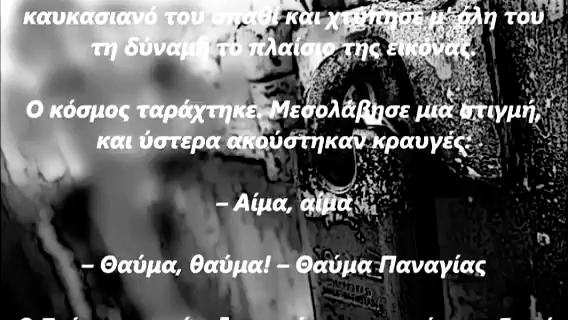 καυκασιανό του σπαθί και χτύπησε μ' όλη του
τη δύναμη το πλαίσιο της εικόνας.
Ο κόσμος ταράχτηκε. Μεσολάβησε μια στιγμή,
και ύστερα ακούστηκαν κραυγές:
– Αίμα, αίμα
– Θαύμα, θαύμα! – Θαύμα Παναγίας